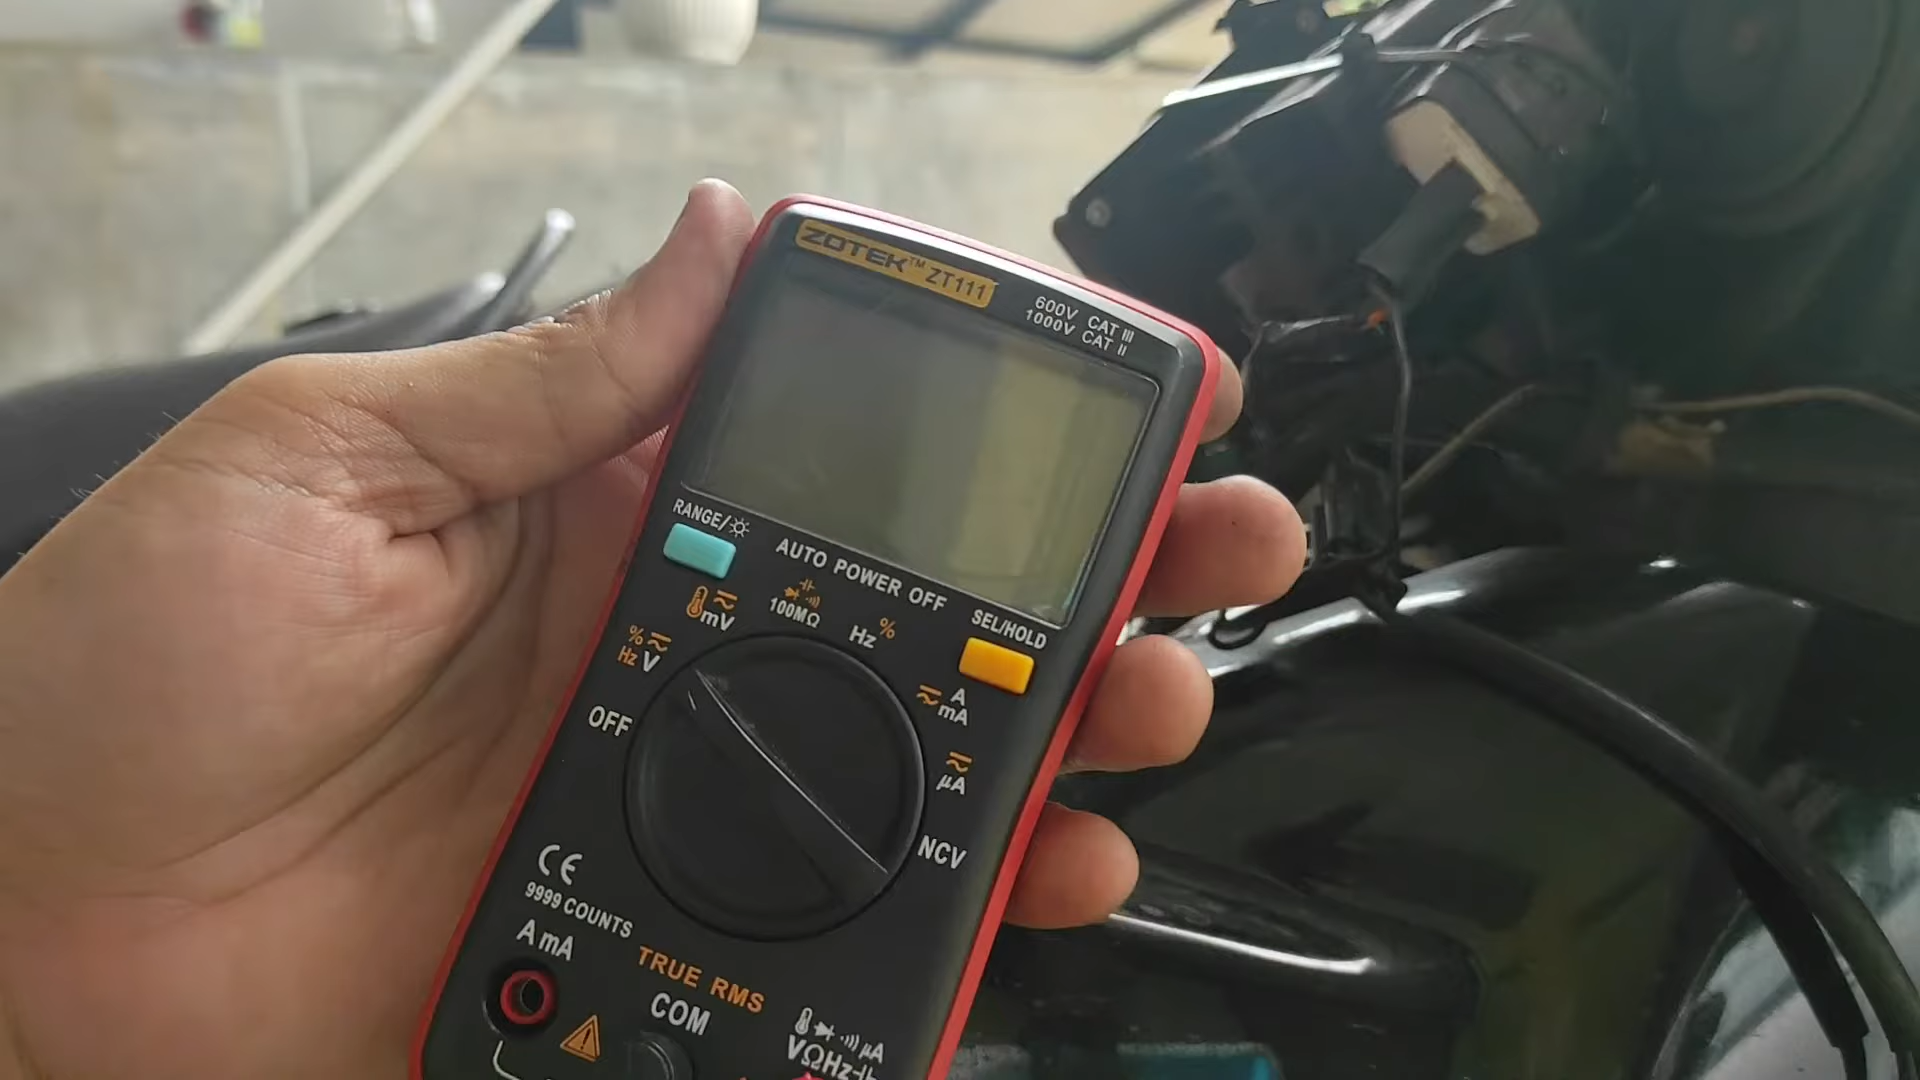 ZOTEK™ ZT111
600V CAT III
1000V CAT II
RANGE/
AUTO POWER OFF
SEL/HOLD
mV
100MΩ
Hz %
% Hz V
OFF
A
mA
µA
NCV
CE
9999 COUNTS
A mA
TRUE RMS
COM
µA
VΩHz